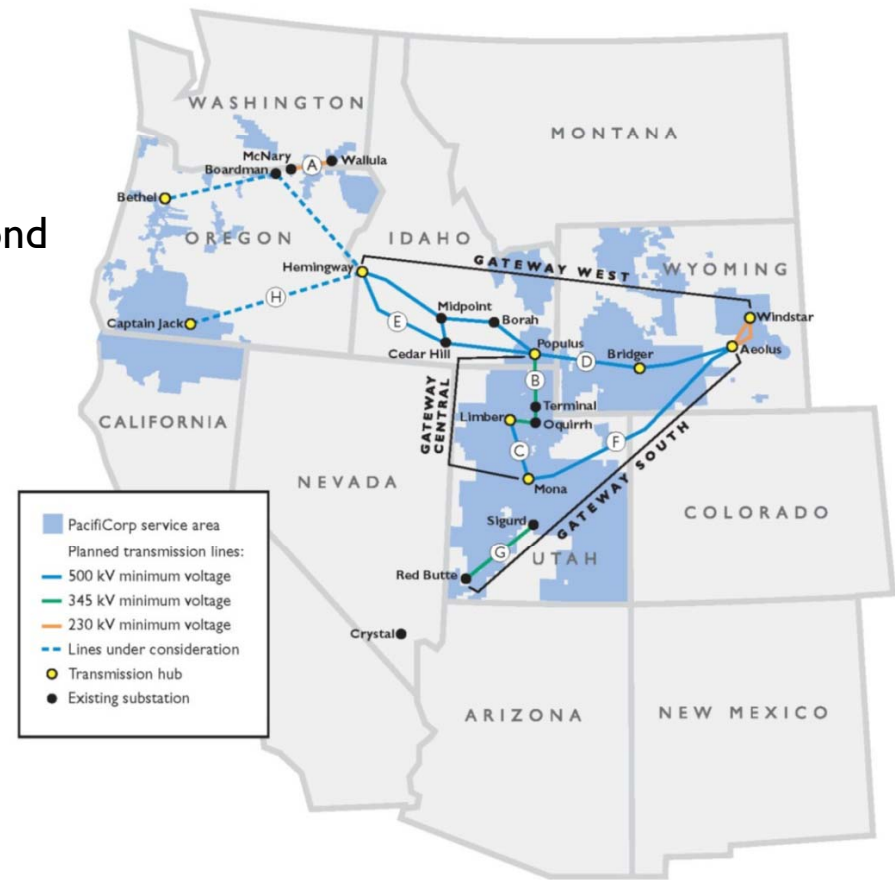 WASHINGTON
MONTANA
McNary
A
Wallula
Boardman
Bethel
ond
OREGON
IDAHO
GATEWAY WEST
WYOMING
Hemingway
H
Midpoint
Windstar
Captain Jack
E
Borah
Cedar Hill
Populus
D
Bridger
Aeolus
B
GATEWAY
CENTRAL
Terminal
Limber
Oquirrh
CALIFORNIA
C
F
GATEWAY SOUTH
NEVADA
Mona
COLORADO
Sigurd
G
UTAH
Red Butte
PacifiCorp service area
Planned transmission lines:
500 kV minimum voltage
345 kV minimum voltage
230 kV minimum voltage
Lines under consideration
Transmission hub
Existing substation
Crystal
ARIZONA
NEW MEXICO